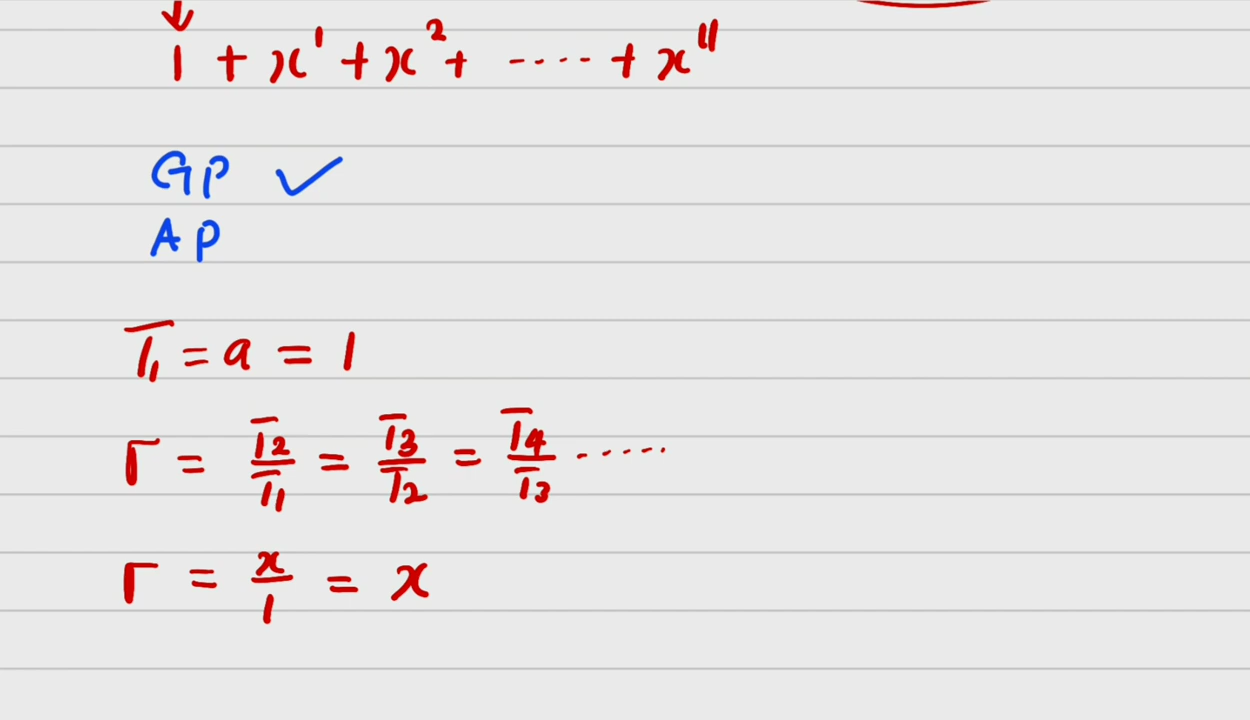 1 + x¹ + x² + ····· + x¹¹
GP ✓
AP
T₁ = a = 1
r = T₂/T₁ = T₃/T₂ = T₄/T₃ ······
r = x/1 = x